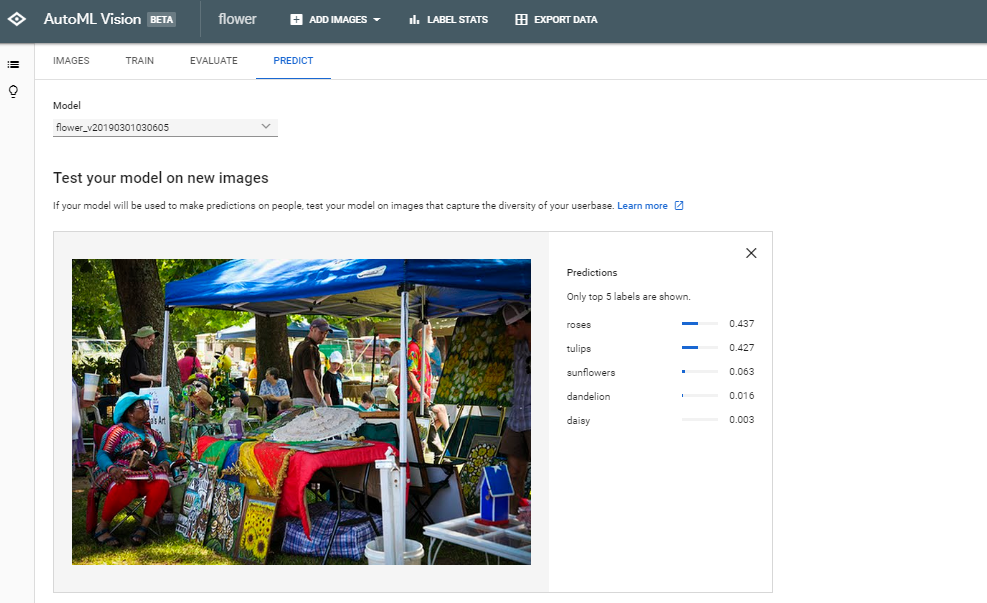 AutoML Vision BETA flower ADD IMAGES LABEL STATS EXPORT DATA
IMAGES TRAIN EVALUATE PREDICT
Model
flower_v20190301030605
Test your model on new images
If your model will be used to make predictions on people, test your model on images that capture the diversity of your userbase. Learn more
Predictions
Only top 5 labels are shown.
roses 0.437
tulips 0.427
sunflowers 0.063
dandelion 0.016
daisy 0.003
Art